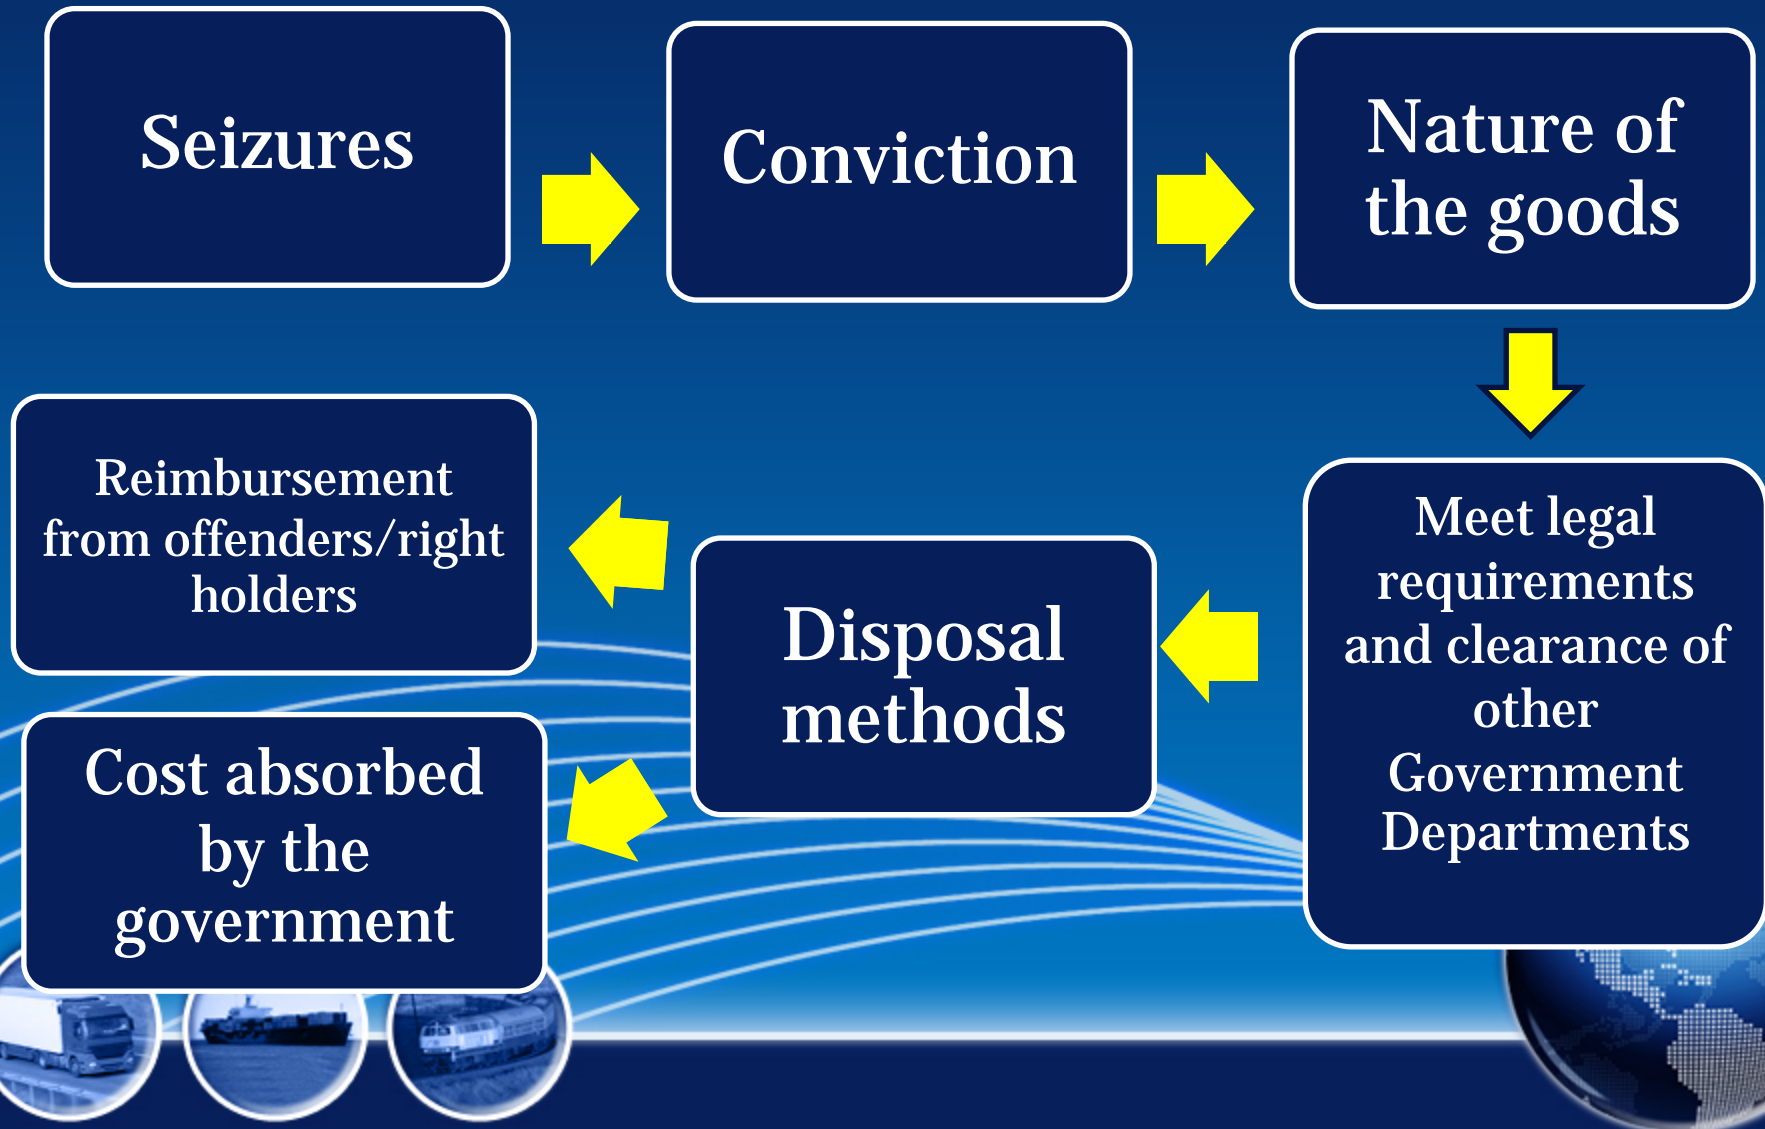 Seizures
Conviction
Nature of
the goods
Meet legal
requirements
and clearance of
other
Government
Departments
Disposal
methods
Reimbursement
from offenders/right
holders
Cost absorbed
by the
government